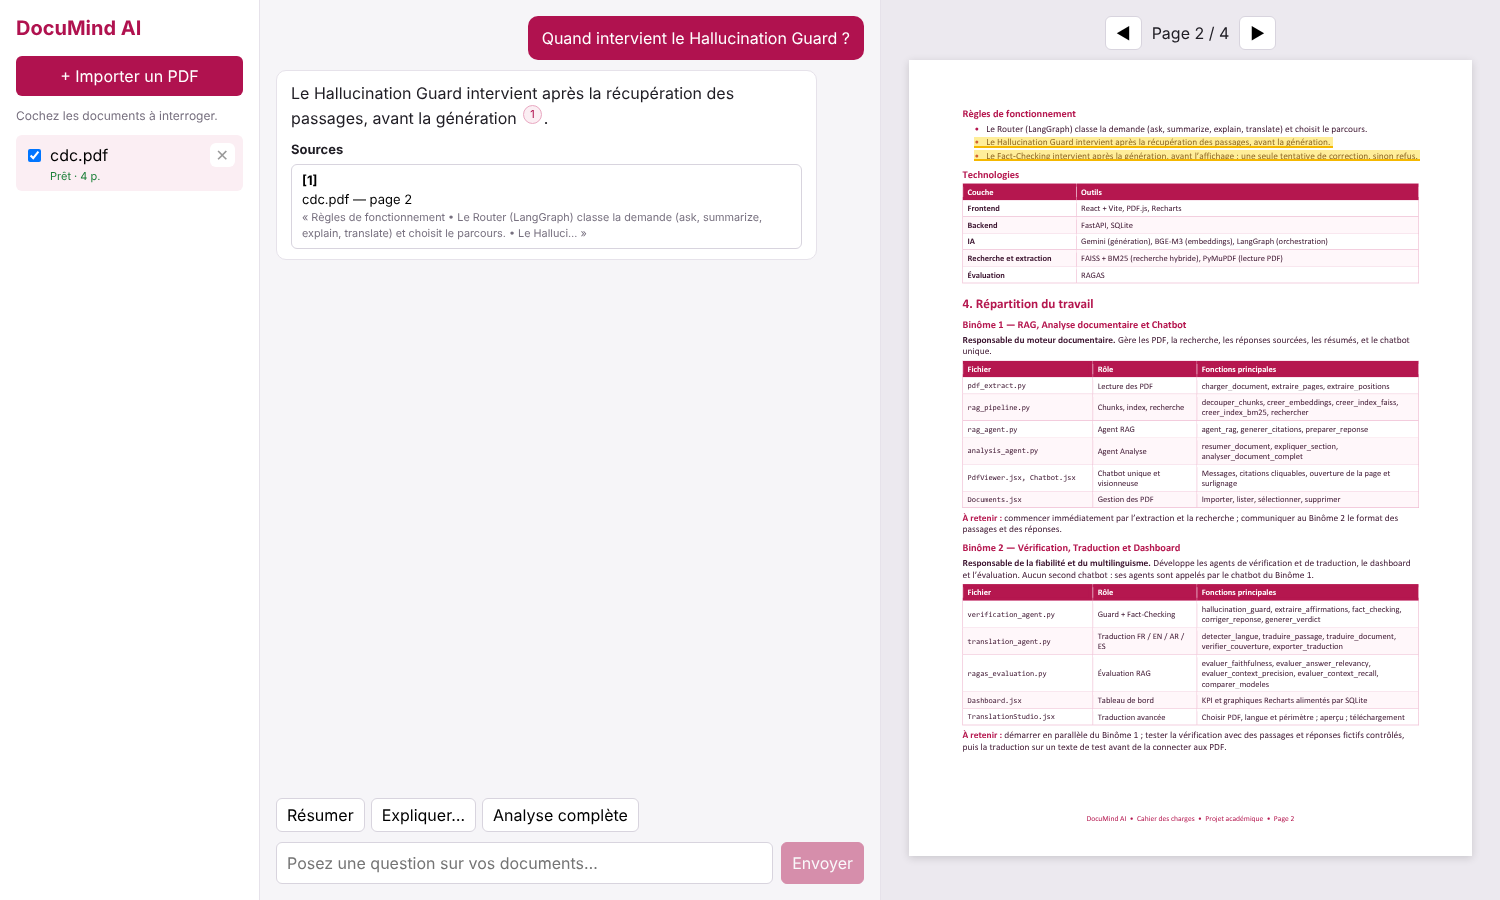 DocuMind AI
+ Importer un PDF
Cochez les documents à interroger.
cdc.pdf
Prêt · 4 p.
Quand intervient le Hallucination Guard ?
Le Hallucination Guard intervient après la récupération des
passages, avant la génération 1 .
Sources
[1]
cdc.pdf — page 2
« Règles de fonctionnement • Le Router (LangGraph) classe la demande (ask, summarize,
explain, translate) et choisit le parcours. • Le Halluci... »
Résumer
Expliquer...
Analyse complète
Posez une question sur vos documents...
Envoyer
Page 2 / 4
Règles de fonctionnement
• Le Router (LangGraph) classe la demande (ask, summarize, explain, translate) et choisit le parcours.
• Le Hallucination Guard intervient après la récupération des passages, avant la génération.
• Le Fact-Checking intervient après la génération, avant l'affichage ; une seule tentative de correction, sinon refus.
Technologies
Couche Outils
Frontend React + Vite, PDF.js, Recharts
Backend FastAPI, SQLite
IA Gemini (génération), BGE-M3 (embeddings), LangGraph (orchestration)
Recherche et extraction FAISS + BM25 (recherche hybride), PyMuPDF (lecture PDF)
Évaluation RAGAS
4. Répartition du travail
Binôme 1 — RAG, Analyse documentaire et Chatbot
Responsable du moteur documentaire. Gère les PDF, la recherche, les réponses sourcées, les résumés, et le chatbot
unique.
Fichier Rôle Fonctions principales
pdf_extract.py Lecture des PDF charger_document, extraire_pages, extraire_positions
rag_pipeline.py Chunks, index, recherche decouper_chunks, creer_embeddings, creer_index_faiss,
creer_index_bm25, rechercher
rag_agent.py Agent RAG agent_rag, generer_citations, preparer_reponse
analysis_agent.py Agent Analyse resumer_document, expliquer_section,
analyser_document_complet
PdfViewer.jsx, Chatbot.jsx Chatbot unique et Messages, citations cliquables, ouverture de la page et
visionneuse surlignage
Documents.jsx Gestion des PDF Importer, lister, sélectionner, supprimer
À retenir : commencer immédiatement par l'extraction et la recherche ; communiquer au Binôme 2 le format des
passages et des réponses.
Binôme 2 — Vérification, Traduction et Dashboard
Responsable de la fiabilité et du multilinguisme. Développe les agents de vérification et de traduction, le dashboard
et l'évaluation. Aucun second chatbot : ses agents sont appelés par le chatbot du Binôme 1.
Fichier Rôle Fonctions principales
verification_agent.py Guard + Fact-Checking hallucination_guard, extraire_affirmations, fact_checking,
corriger_reponse, generer_verdict
translation_agent.py Traduction FR / EN / AR / detecter_langue, traduire_passage, traduire_document,
ES verifier_couverture, exporter_traduction
ragas_evaluation.py Évaluation RAG evaluer_faithfulness, evaluer_answer_relevancy,
evaluer_context_precision, evaluer_context_recall,
comparer_modeles
Dashboard.jsx Tableau de bord KPI et graphiques Recharts alimentés par SQLite
TranslationStudio.jsx Traduction avancée Choisir PDF, langue et périmètre ; aperçu ; téléchargement
À retenir : démarrer en parallèle du Binôme 1 ; tester la vérification avec des passages et réponses fictifs contrôlés,
puis la traduction sur un texte de test avant de la connecter aux PDF.
DocuMind AI • Cahier des charges • Projet académique • Page 2